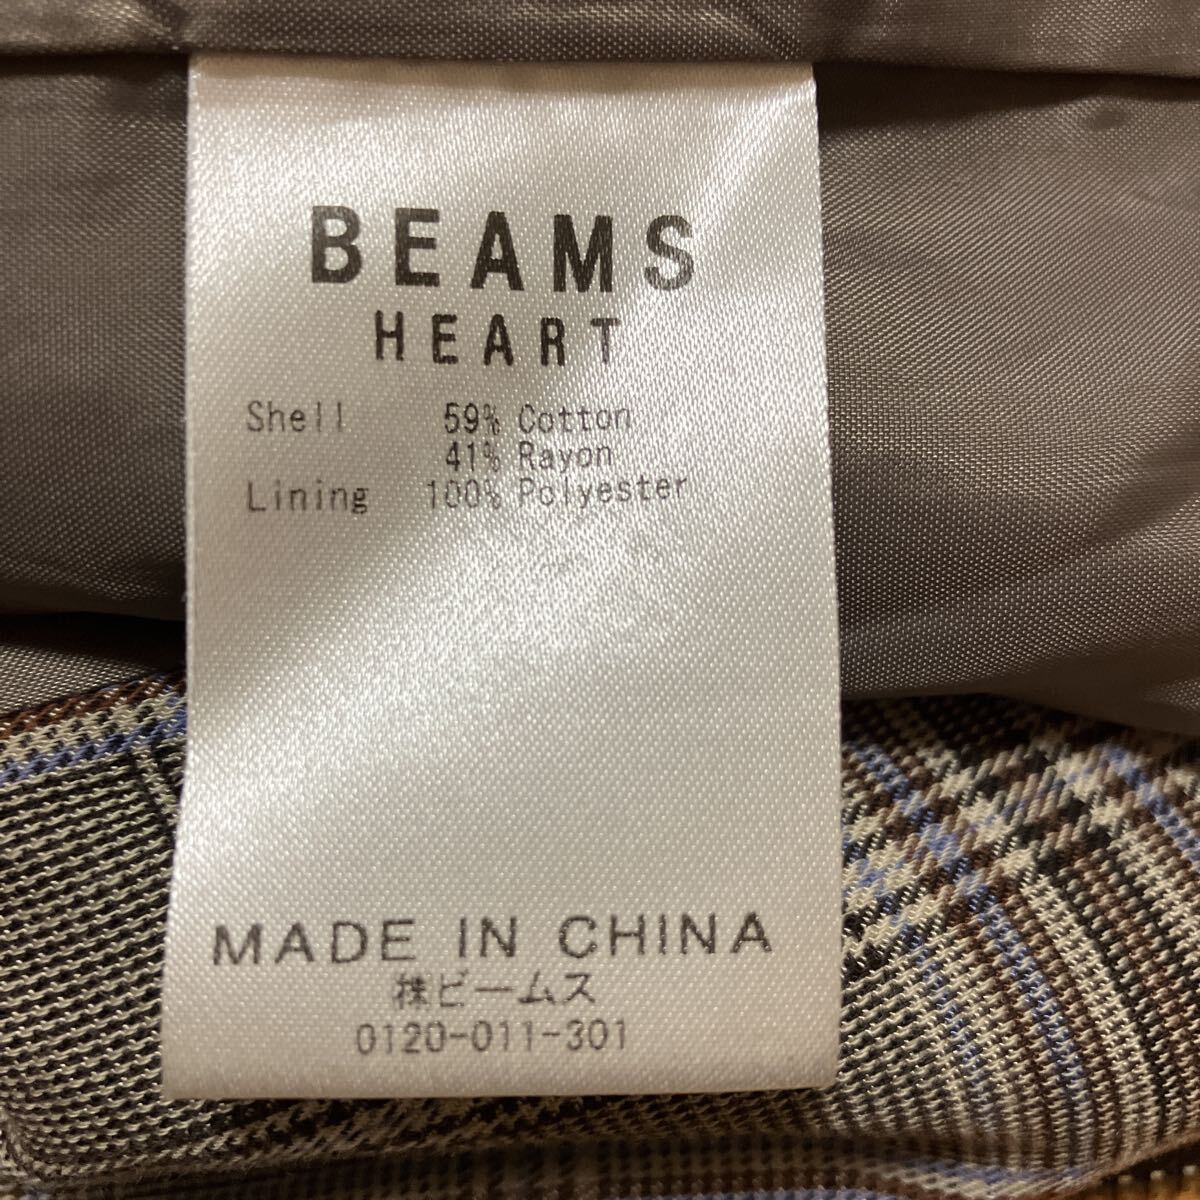 BEAMS
HEART
Shell 59% Cotton
41% Rayon
Lining 100% Polyester
MADE IN CHINA
㈱ビームス
0120-011-301